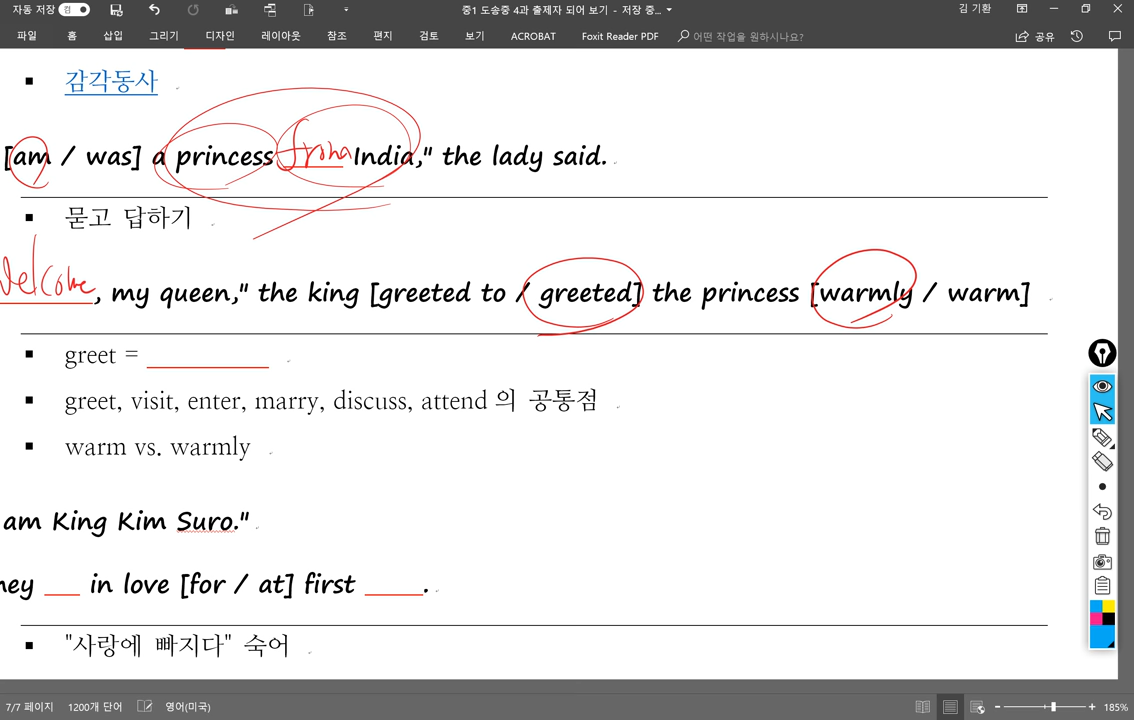 자동 저장 컴 중1 도송중 4과 출제가 되어 보기 - 저장 중... 김 기환
파일 홈 삽입 그리기 디자인 레이아웃 참조 편지 검토 보기 ACROBAT Foxit Reader PDF 어떤 작업을 원하시나요? 공유
▪ 감각동사
[am / was] a princess from India," the lady said.
▪ 묻고 답하기
Welcome, my queen," the king [greeted to / greeted] the princess [warmly / warm]
▪ greet =
▪ greet, visit, enter, marry, discuss, attend 의 공통점
▪ warm vs. warmly
am King Kim Suro."
hey ___ in love [for / at] first ____.
▪ "사랑에 빠지다" 숙어
7/7 페이지 1200개 단어 영어(미국) 185%